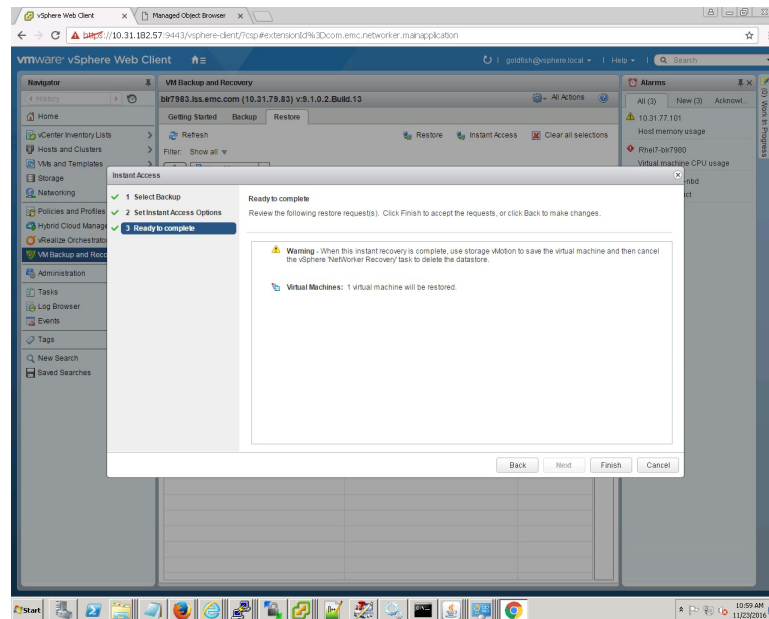 vSphere Web Client
Managed Object Browser
https://10.31.182.57:9443/vsphere-client/?csp#extensionId%3Dcom.emc.networker.mainapplication
vmware® vSphere Web Client
goldfish@vsphere.local
Help
Search
Navigator
History
Home
vCenter Inventory Lists
Hosts and Clusters
VMs and Templates
Storage
Networking
Policies and Profiles
Hybrid Cloud Manage
vRealize Orchestrato
VM Backup and Reco
Administration
Tasks
Log Browser
Events
Tags
New Search
Saved Searches
VM Backup and Recovery
blr7983.lss.emc.com (10.31.79.83) v:9.1.0.2.Build.13
All Actions
Getting Started Backup Restore
Refresh
Restore Instant Access Clear all selections
Filter: Show all
Alarms
All (3) New (3) Acknowl...
10.31.77.101
Host memory usage
Rhel7-blr7980
Virtual machine CPU usage
-nbd
ict
(0) Work In Progress
Instant Access
1 Select Backup
2 Set Instant Access Options
3 Ready to complete
Ready to complete
Review the following restore request(s). Click Finish to accept the requests, or click Back to make changes.
Warning - When this instant recovery is complete, use storage vMotion to save the virtual machine and then cancel
the vSphere 'NetWorker Recovery' task to delete the datastore.
Virtual Machines: 1 virtual machine will be restored.
Back Next Finish Cancel
Start
10:59 AM
11/23/2016